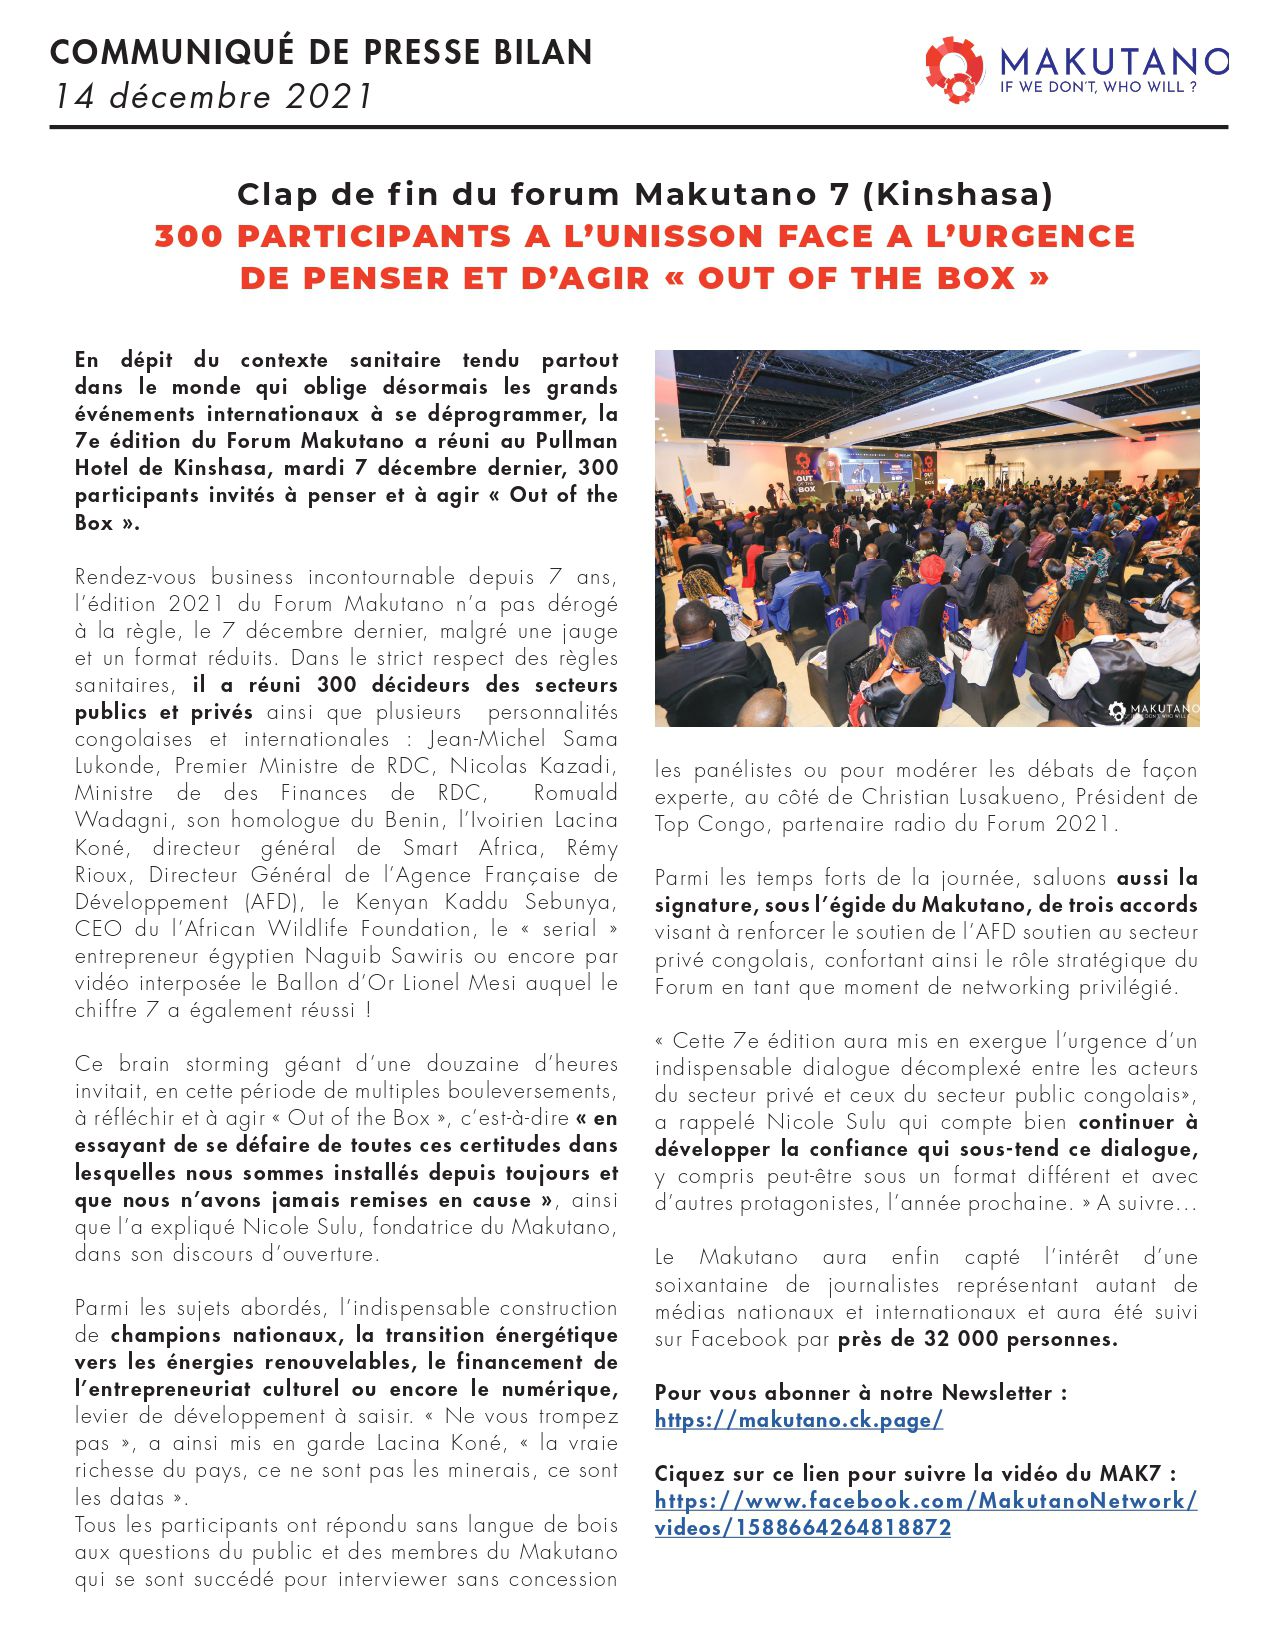 COMMUNIQUÉ DE PRESSE BILAN
14 décembre 2021
MAKUTANO
IF WE DON'T, WHO WILL ?
Clap de fin du forum Makutano 7 (Kinshasa)
300 PARTICIPANTS A L'UNISSON FACE A L'URGENCE
DE PENSER ET D'AGIR « OUT OF THE BOX »
En dépit du contexte sanitaire tendu partout
dans le monde qui oblige désormais les grands
événements internationaux à se déprogrammer, la
7e édition du Forum Makutano a réuni au Pullman
Hotel de Kinshasa, mardi 7 décembre dernier, 300
participants invités à penser et à agir « Out of the
Box ».
Rendez-vous business incontournable depuis 7 ans,
l'édition 2021 du Forum Makutano n'a pas dérogé
à la règle, le 7 décembre dernier, malgré une jauge
et un format réduits. Dans le strict respect des règles
sanitaires, il a réuni 300 décideurs des secteurs
publics et privés ainsi que plusieurs personnalités
congolaises et internationales : Jean-Michel Sama
Lukonde, Premier Ministre de RDC, Nicolas Kazadi,
Ministre de des Finances de RDC, Romuald
Wadagni, son homologue du Benin, l'Ivoirien Lacina
Koné, directeur général de Smart Africa, Rémy
Rioux, Directeur Général de l'Agence Française de
Développement (AFD), le Kenyan Kaddu Sebunya,
CEO du l'African Wildlife Foundation, le « serial »
entrepreneur égyptien Naguib Sawiris ou encore par
vidéo interposée le Ballon d'Or Lionel Mesi auquel le
chiffre 7 a également réussi !
Ce brain storming géant d'une douzaine d'heures
invitait, en cette période de multiples bouleversements,
à réfléchir et à agir « Out of the Box », c'est-à-dire « en
essayant de se défaire de toutes ces certitudes dans
lesquelles nous sommes installés depuis toujours et
que nous n'avons jamais remises en cause », ainsi
que l'a expliqué Nicole Sulu, fondatrice du Makutano,
dans son discours d'ouverture.
Parmi les sujets abordés, l'indispensable construction
de champions nationaux, la transition énergétique
vers les énergies renouvelables, le financement de
l'entrepreneuriat culturel ou encore le numérique,
levier de développement à saisir. « Ne vous trompez
pas », a ainsi mis en garde Lacina Koné, « la vraie
richesse du pays, ce ne sont pas les minerais, ce sont
les datas ».
Tous les participants ont répondu sans langue de bois
aux questions du public et des membres du Makutano
qui se sont succédé pour interviewer sans concession
MAK 7
OUT
OF THE
BOX
MAK 7
OUT
OF THE
BOX
MAKUTANO
IF WE DON'T, WHO WILL ?
les panélistes ou pour modérer les débats de façon
experte, au côté de Christian Lusakueno, Président de
Top Congo, partenaire radio du Forum 2021.
Parmi les temps forts de la journée, saluons aussi la
signature, sous l'égide du Makutano, de trois accords
visant à renforcer le soutien de l'AFD soutien au secteur
privé congolais, confortant ainsi le rôle stratégique du
Forum en tant que moment de networking privilégié.
« Cette 7e édition aura mis en exergue l'urgence d'un
indispensable dialogue décomplexé entre les acteurs
du secteur privé et ceux du secteur public congolais»,
a rappelé Nicole Sulu qui compte bien continuer à
développer la confiance qui sous-tend ce dialogue,
y compris peut-être sous un format différent et avec
d'autres protagonistes, l'année prochaine. » A suivre...
Le Makutano aura enfin capté l'intérêt d'une
soixantaine de journalistes représentant autant de
médias nationaux et internationaux et aura été suivi
sur Facebook par près de 32 000 personnes.
Pour vous abonner à notre Newsletter :
https://makutano.ck.page/
Ciquez sur ce lien pour suivre la vidéo du MAK7 :
https://www.facebook.com/MakutanoNetwork/
videos/1588664264818872